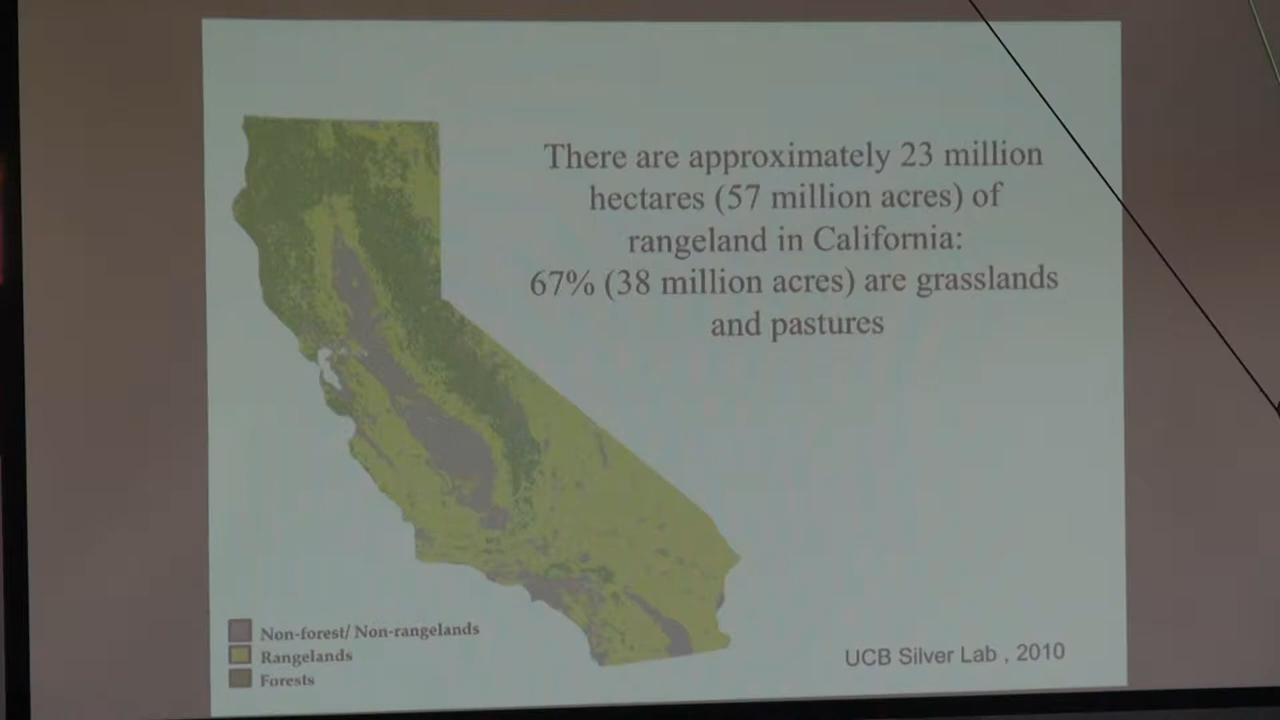 There are approximately 23 million
hectares (57 million acres) of
rangeland in California:
67% (38 million acres) are grasslands
and pastures
Non-forest/ Non-rangelands
Rangelands
Forests
UCB Silver Lab , 2010